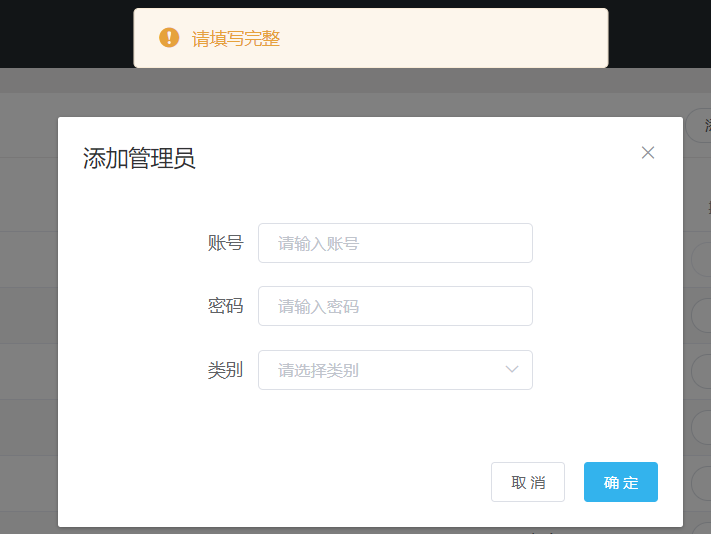 请填写完整
添加管理员
账号 请输入账号
密码 请输入密码
类别 请选择类别
取消 确定